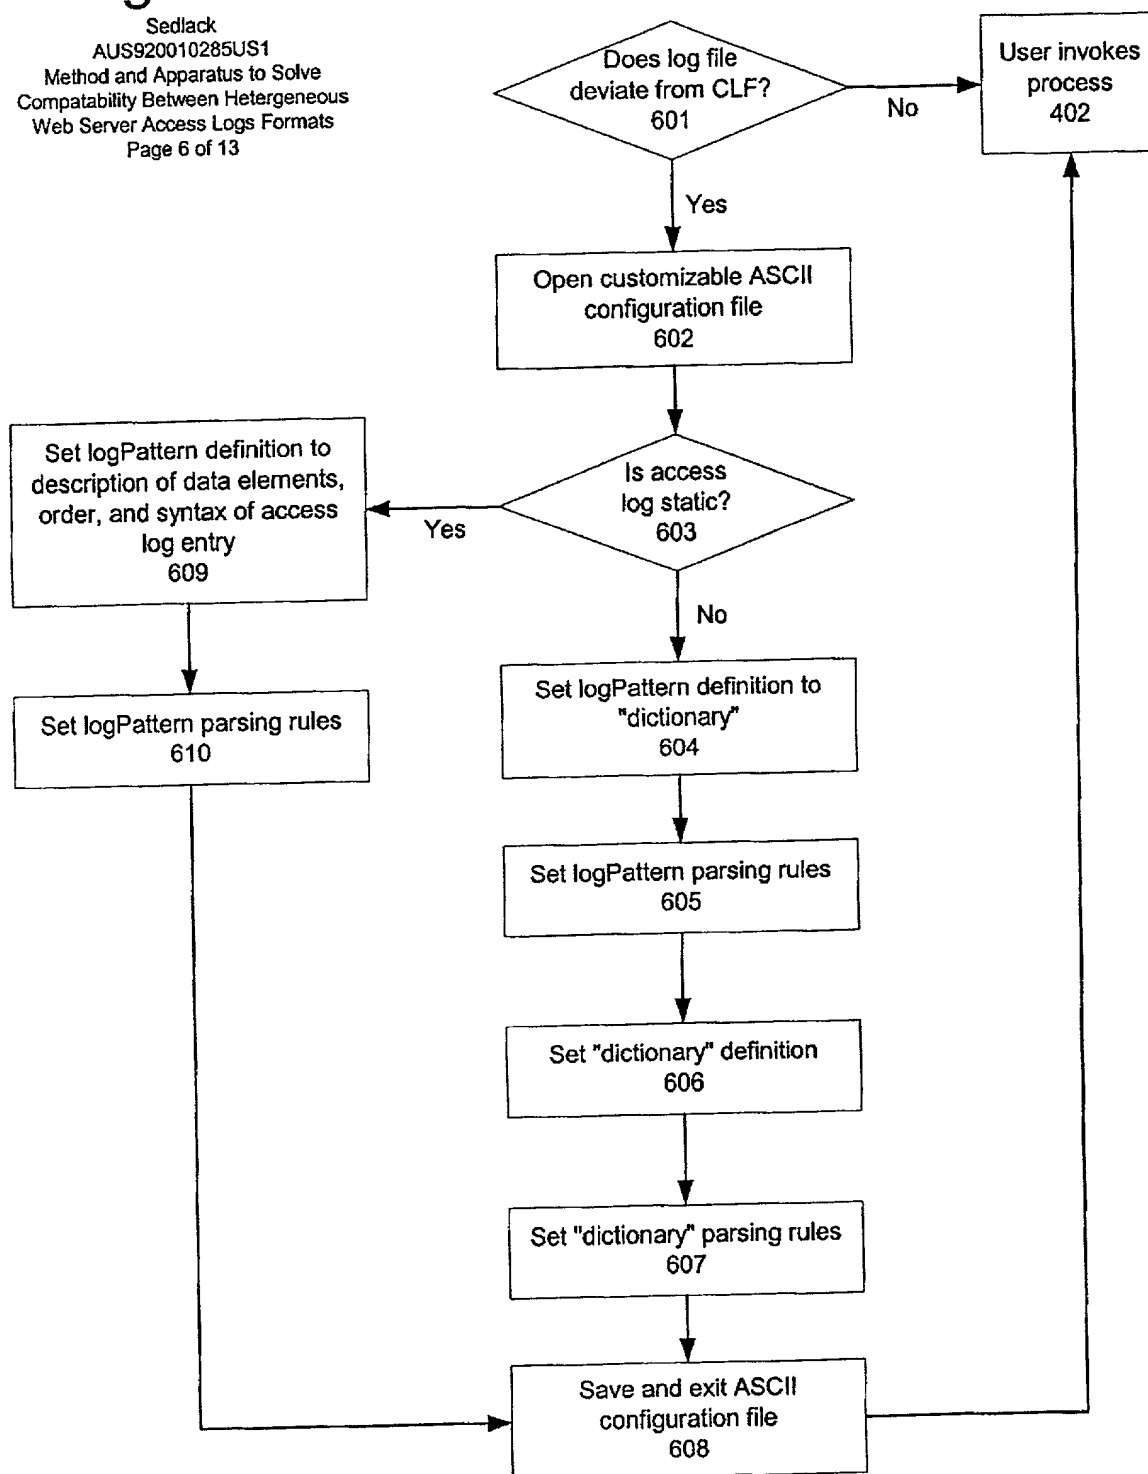 Sedlack
AUS920010285US1
Method and Apparatus to Solve
Compatability Between Hetergeneous
Web Server Access Logs Formats
Page 6 of 13
Does log file
deviate from CLF?
601
No
User invokes
process
402
Yes
Open customizable ASCII
configuration file
602
Is access
log static?
603
Yes
Set logPattern definition to
description of data elements,
order, and syntax of access
log entry
609
No
Set logPattern definition to
"dictionary"
604
Set logPattern parsing rules
610
Set logPattern parsing rules
605
Set "dictionary" definition
606
Set "dictionary" parsing rules
607
Save and exit ASCII
configuration file
608